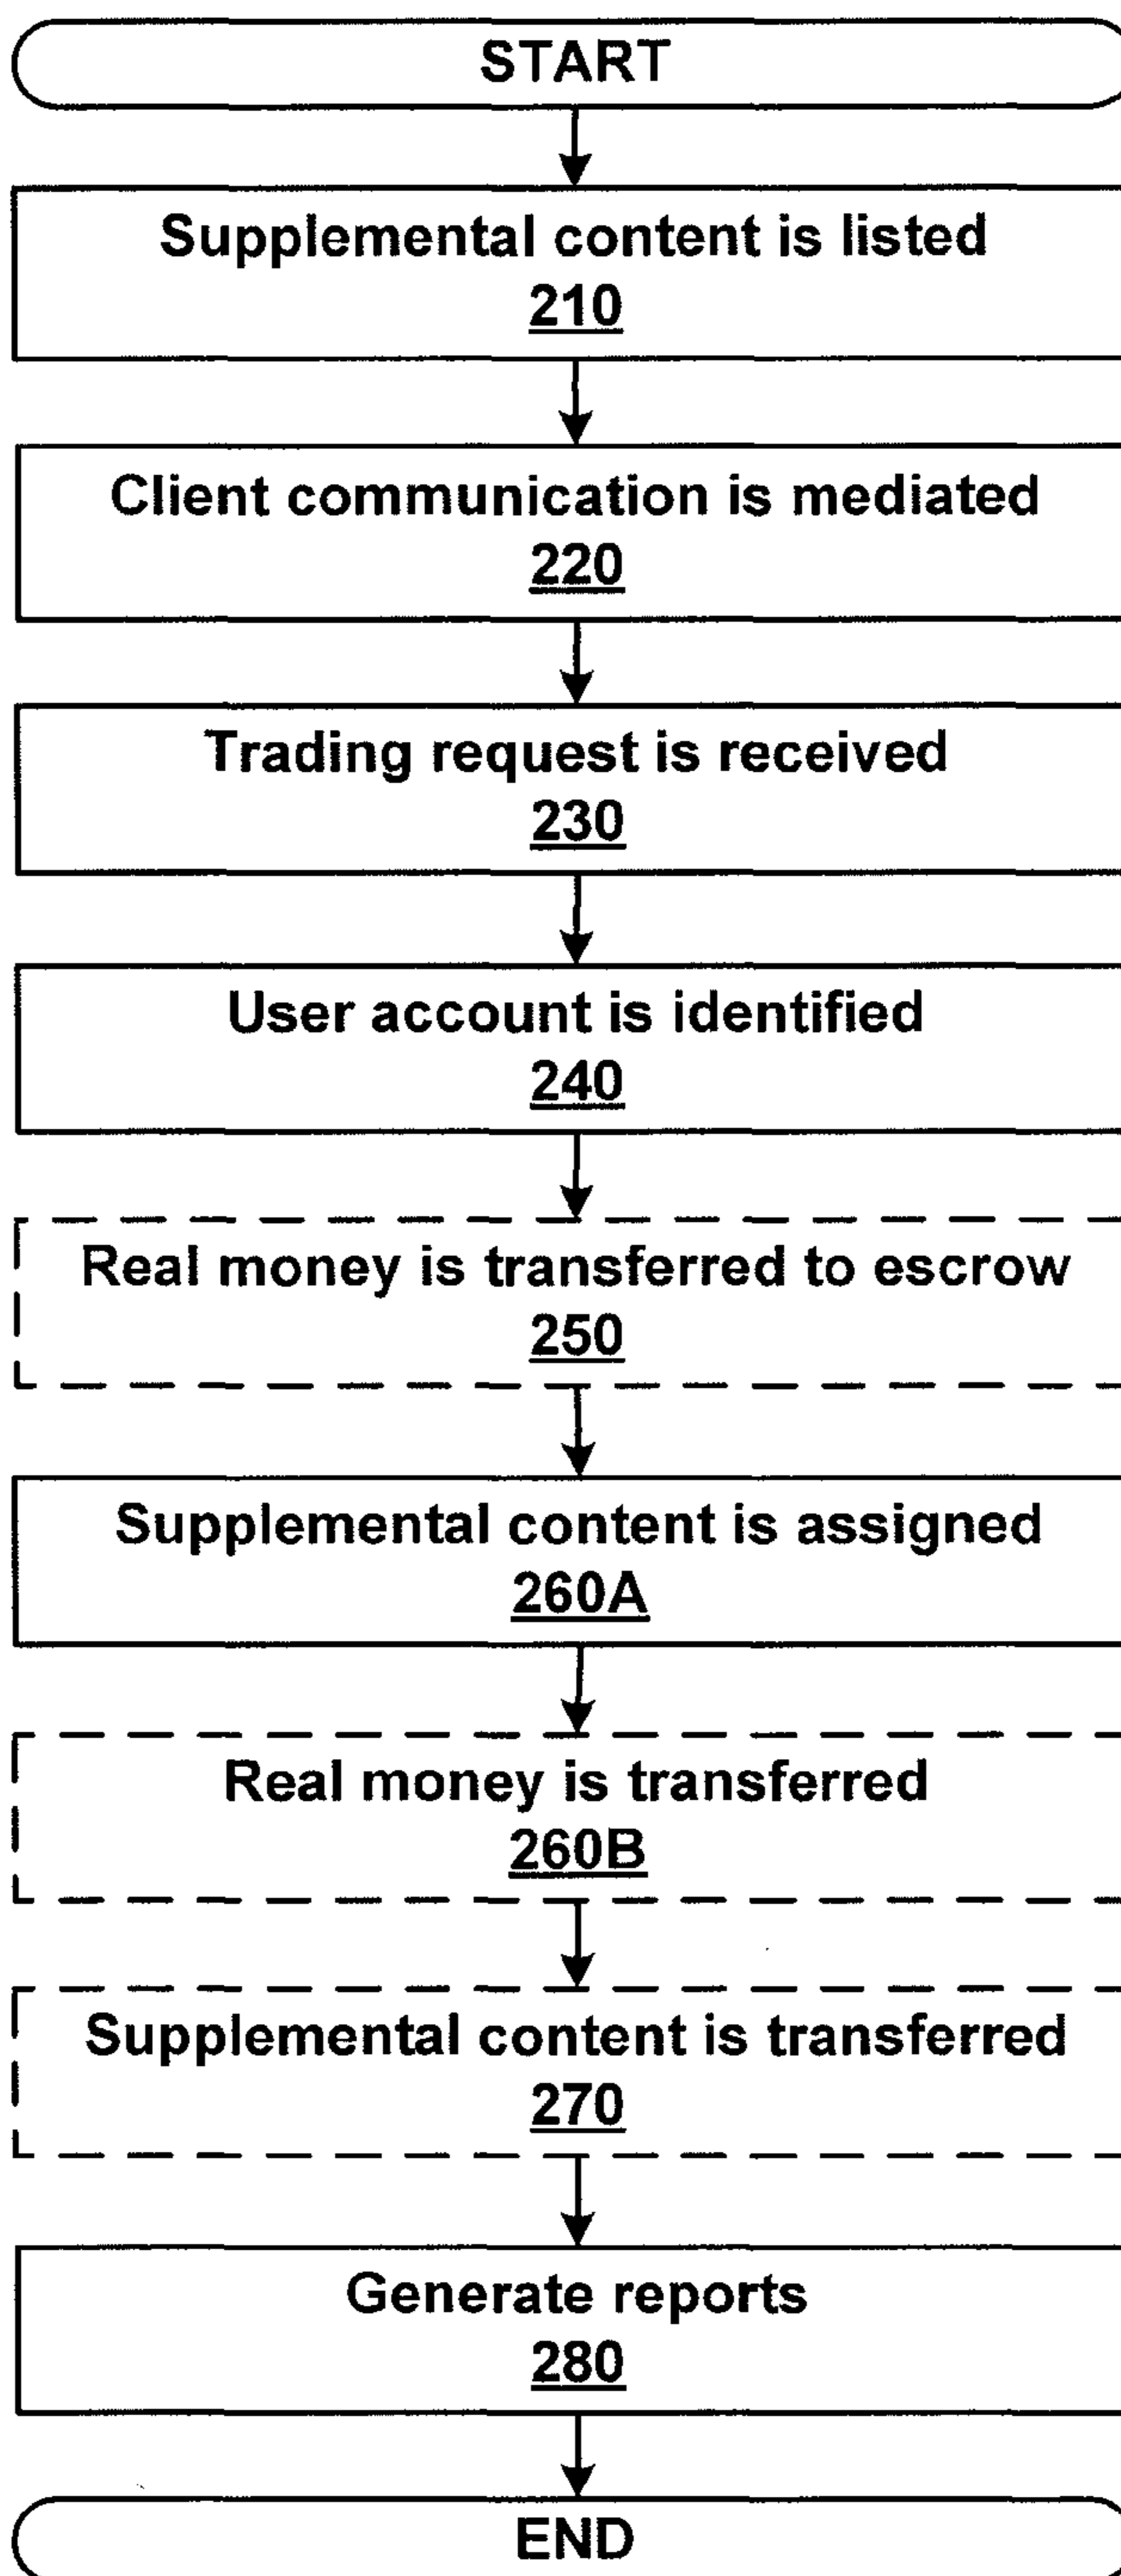 START
Supplemental content is listed
210
Client communication is mediated
220
Trading request is received
230
User account is identified
240
Real money is transferred to escrow
250
Supplemental content is assigned
260A
Real money is transferred
260B
Supplemental content is transferred
270
Generate reports
280
END